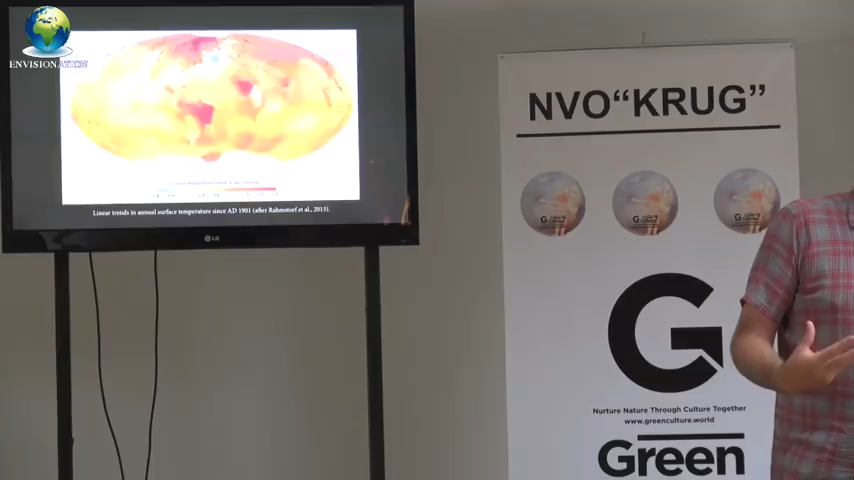 ENVISIONATION
Linear trends in annual surface temperature since AD 1901 (after Rahmstorf et al., 2015).
LG
NVO“KRUG”
Nurture Nature Through Culture Together
www.greenculture.world
Green